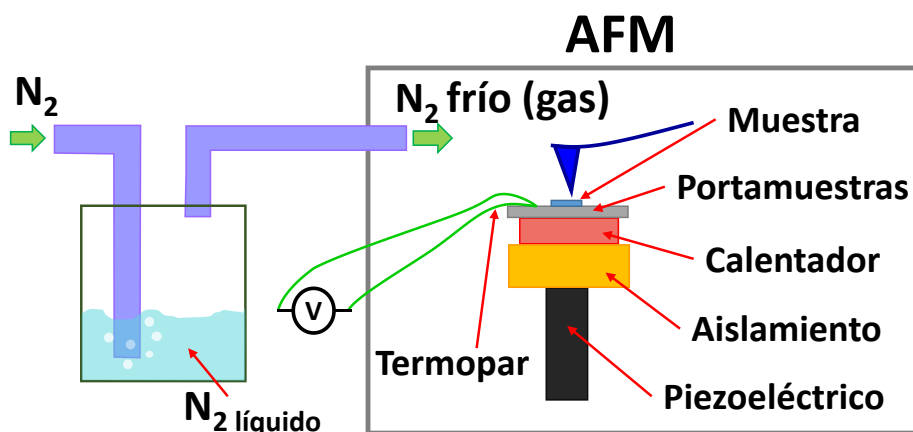 AFM
N₂
N₂ frío (gas)
Muestra
Portamuestras
Calentador
V
Aislamiento
Termopar
Piezoeléctrico
N₂ líquido